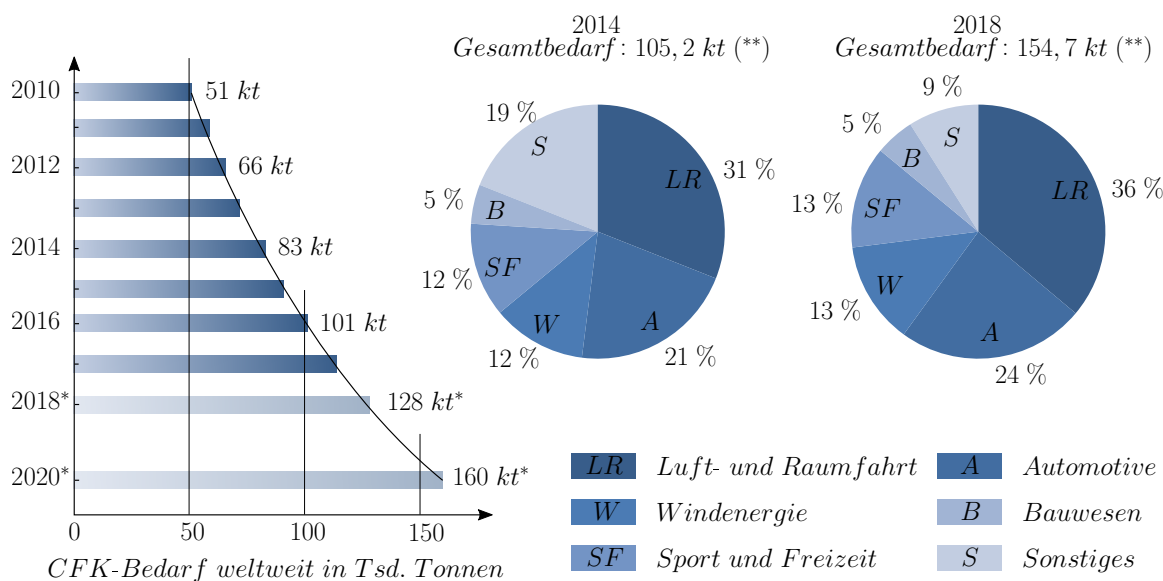 2010
51 kt
2012
66 kt
2014
83 kt
2016
101 kt
2018*
128 kt*
2020*
160 kt*
0
50
100
150
CFK-Bedarf weltweit in Tsd. Tonnen
2014
Gesamtbedarf: 105, 2 kt (**)
19 %
31 %
5 %
12 %
12 %
21 %
S
LR
B
SF
W
A
2018
Gesamtbedarf: 154, 7 kt (**)
9 %
5 %
36 %
13 %
13 %
24 %
S
B
LR
SF
W
A
LR Luft- und Raumfahrt
A Automotive
W Windenergie
B Bauwesen
SF Sport und Freizeit
S Sonstiges